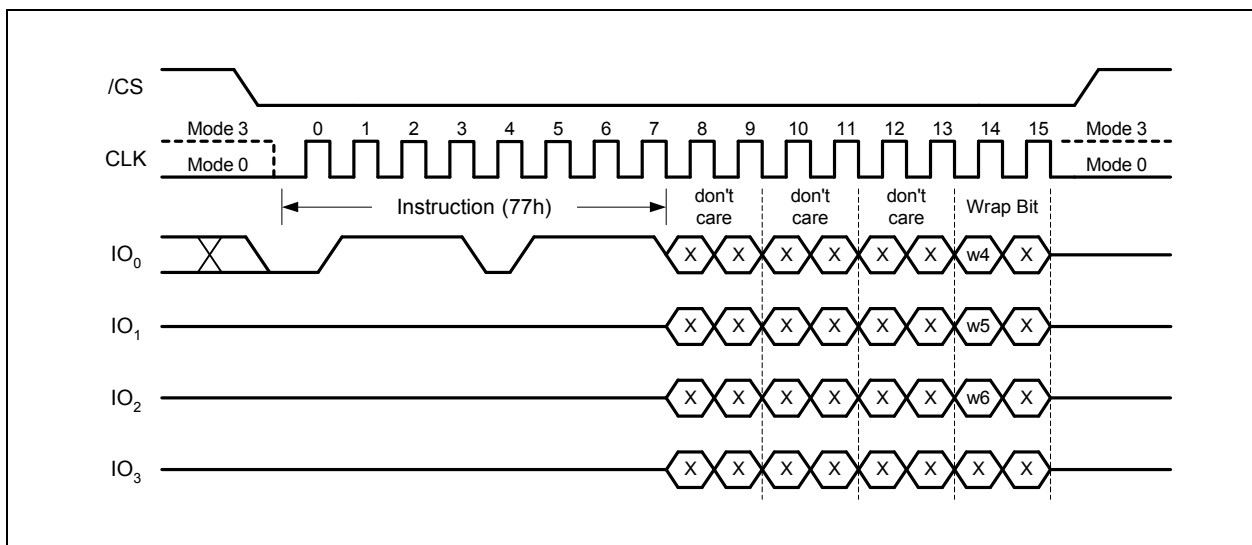 /CS
Mode 3 0 1 2 3 4 5 6 7 8 9 10 11 12 13 14 15 Mode 3
CLK
Mode 0 Mode 0
Instruction (77h) don't care don't care don't care Wrap Bit
IO0 X X X X X X w4 X
IO1 X X X X X X w5 X
IO2 X X X X X X w6 X
IO3 X X X X X X X X